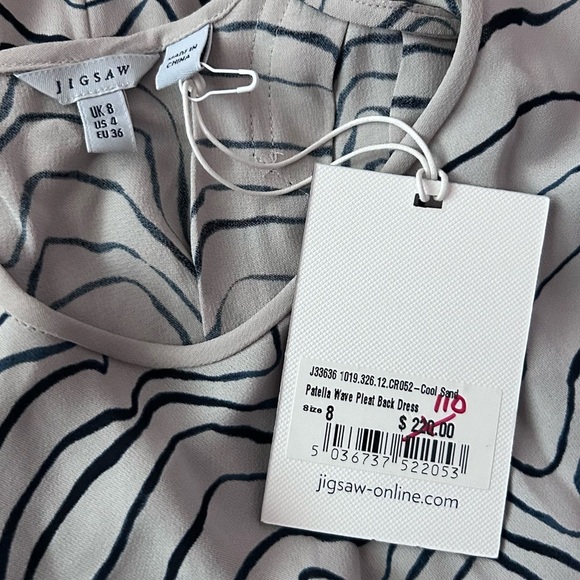 JIGSAW
MADE IN
CHINA
UK 8
US 4
EU 36
J33636 1019.326.12.CR052-Cool Sand
Patella Wave Pleat Back Dress
110
Size 8
$ 220.00
5 036737 522053
jigsaw-online.com